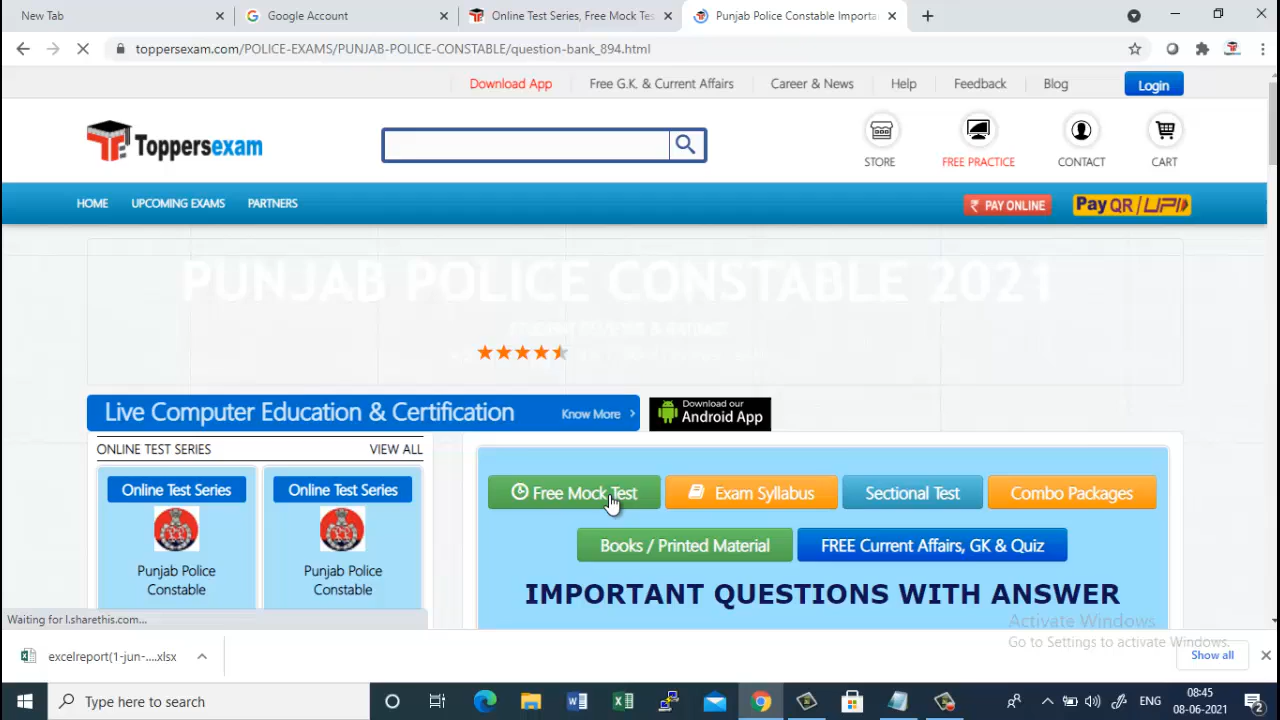 New Tab
Google Account
Online Test Series, Free Mock Tes
Punjab Police Constable Importa
toppersexam.com/POLICE-EXAMS/PUNJAB-POLICE-CONSTABLE/question-bank_894.html
Download App
Free G.K. & Current Affairs
Career & News
Help
Feedback
Blog
Login
Toppersexam
STORE
FREE PRACTICE
CONTACT
CART
HOME
UPCOMING EXAMS
PARTNERS
₹ PAY ONLINE
Pay QR / UPI
PUNJAB POLICE CONSTABLE 2021
Live Computer Education & Certification
Know More
Download our
Android App
ONLINE TEST SERIES
VIEW ALL
Online Test Series
Punjab Police
Constable
Online Test Series
Punjab Police
Constable
Free Mock Test
Exam Syllabus
Sectional Test
Combo Packages
Books / Printed Material
FREE Current Affairs, GK & Quiz
IMPORTANT QUESTIONS WITH ANSWER
Activate Windows
Go to Settings to activate Windows.
Waiting for l.sharethis.com...
excelreport(1-jun-....xlsx
Show all
Type here to search
ENG
08:45
08-06-2021
2